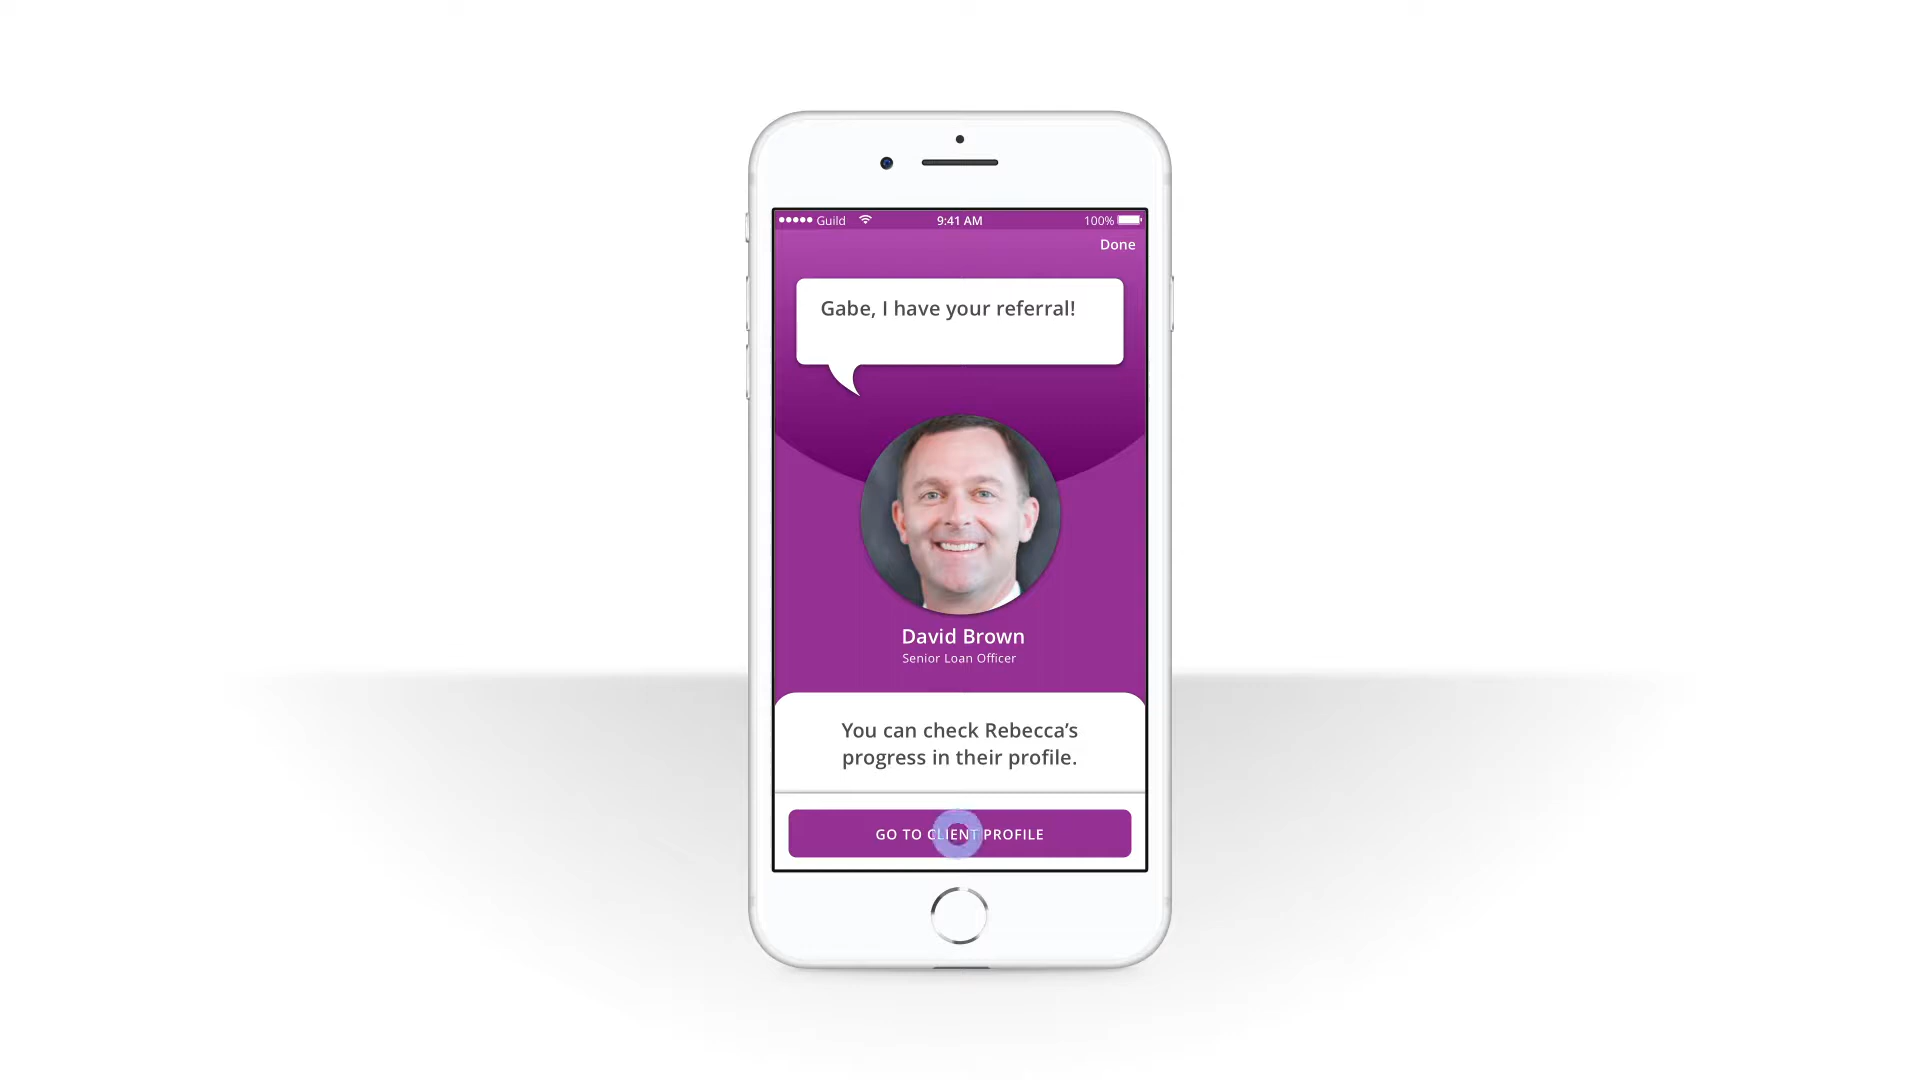 Guild
9:41 AM
100%
Done
Gabe, I have your referral!
David Brown
Senior Loan Officer
You can check Rebecca’s
progress in their profile.
GO TO CLIENT PROFILE